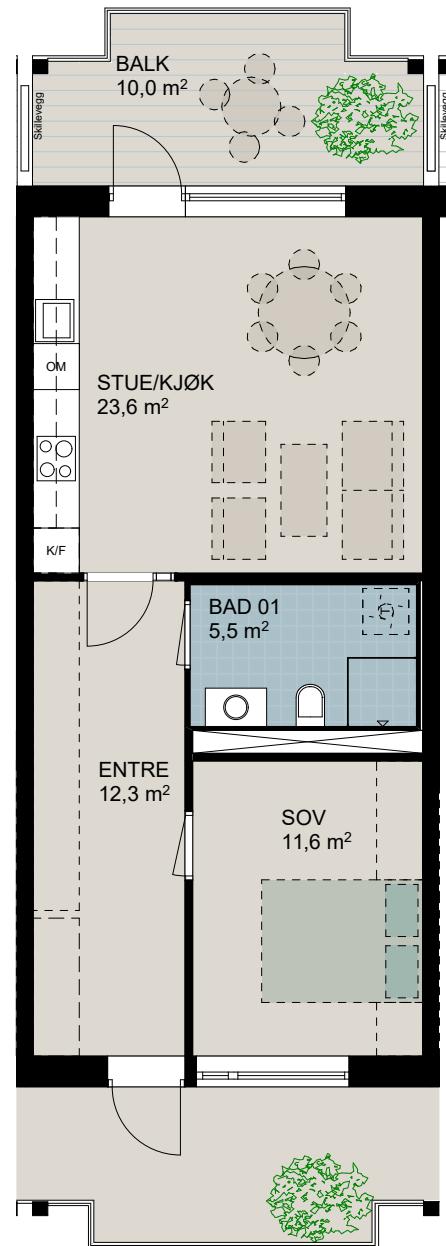 BALK
10,0 m²
Skillevegg
Skillevegg
OM
STUE/KJØK
23,6 m²
K/F
BAD 01
5,5 m²
ENTRE
12,3 m²
SOV
11,6 m²